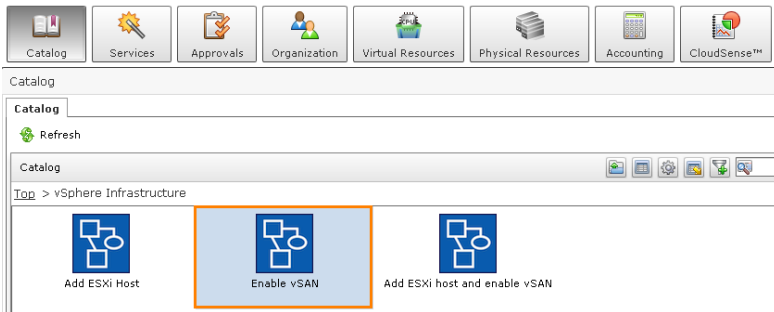 Catalog Services Approvals Organization Virtual Resources Physical Resources Accounting CloudSense™
Catalog
Catalog
Refresh
Catalog
Top > vSphere Infrastructure
Add ESXi Host Enable vSAN Add ESXi host and enable vSAN